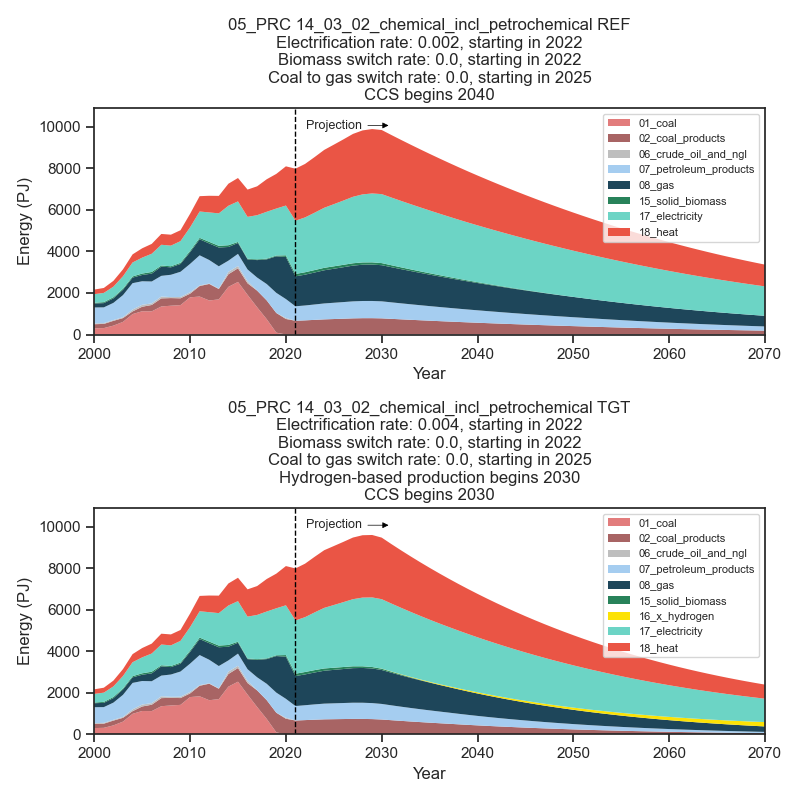 05_PRC 14_03_02_chemical_incl_petrochemical REF
Electrification rate: 0.002, starting in 2022
Biomass switch rate: 0.0, starting in 2022
Coal to gas switch rate: 0.0, starting in 2025
CCS begins 2040
Energy (PJ)
10000
8000
6000
4000
2000
0
Projection
01_coal
02_coal_products
06_crude_oil_and_ngl
07_petroleum_products
08_gas
15_solid_biomass
17_electricity
18_heat
2000 2010 2020 2030 2040 2050 2060 2070
Year
05_PRC 14_03_02_chemical_incl_petrochemical TGT
Electrification rate: 0.004, starting in 2022
Biomass switch rate: 0.0, starting in 2022
Coal to gas switch rate: 0.0, starting in 2025
Hydrogen-based production begins 2030
CCS begins 2030
Energy (PJ)
10000
8000
6000
4000
2000
0
Projection
01_coal
02_coal_products
06_crude_oil_and_ngl
07_petroleum_products
08_gas
15_solid_biomass
16_x_hydrogen
17_electricity
18_heat
2000 2010 2020 2030 2040 2050 2060 2070
Year